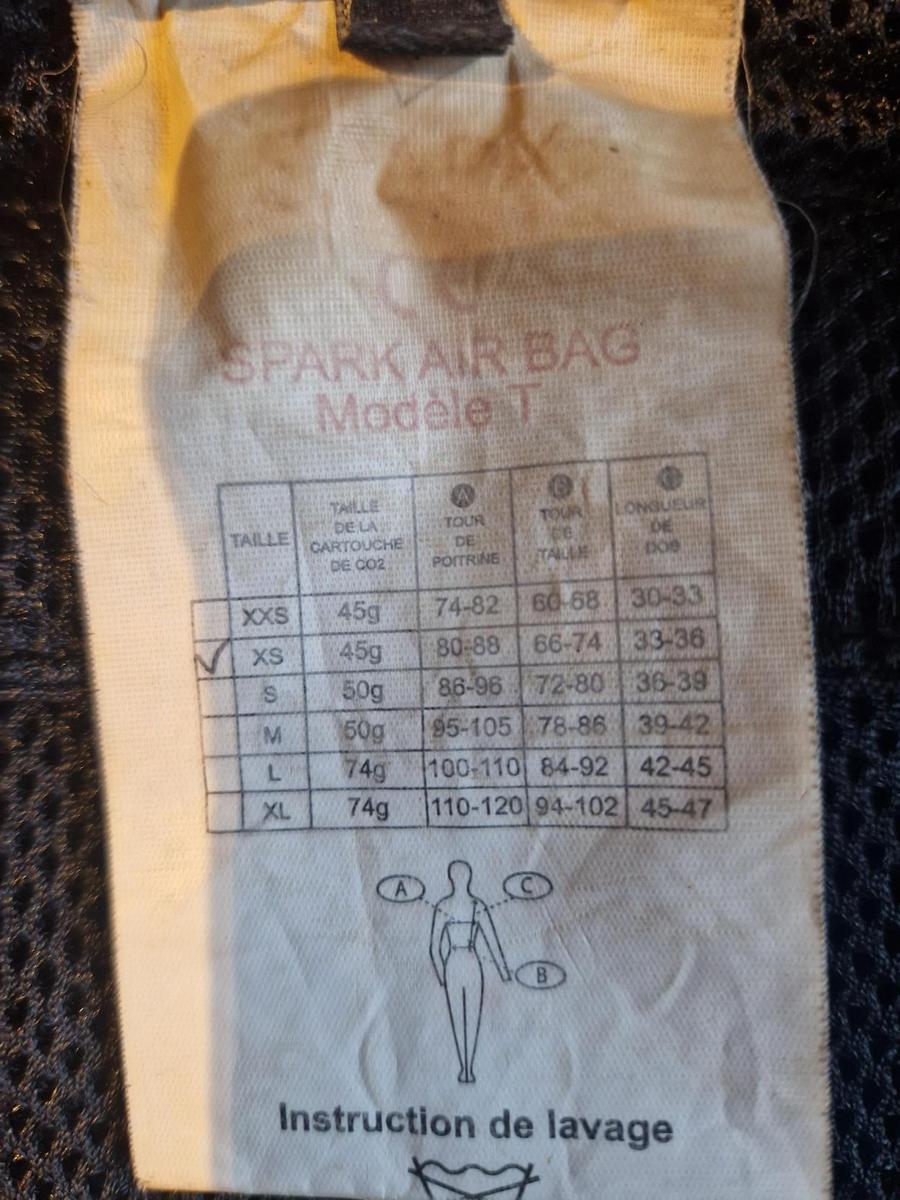 CC
SPARK AIR BAG
Modèle T
TAILLE
TAILLE DE LA CARTOUCHE DE CO2
A TOUR DE POITRINE
TOUR DE TAILLE
LONGUEUR DE DOS
XXS 45g 74-82 60-68 30-33
XS 45g 80-88 66-74 33-36
S 50g 86-96 72-80 36-39
M 50g 95-105 78-86 39-42
L 74g 100-110 84-92 42-45
XL 74g 110-120 94-102 45-47
A C
B
Instruction de lavage